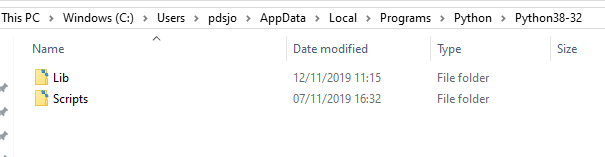 This PC > Windows (C:) > Users > pdsjo > AppData > Local > Programs > Python > Python38-32
Name Date modified Type Size
Lib 12/11/2019 11:15 File folder
Scripts 07/11/2019 16:32 File folder